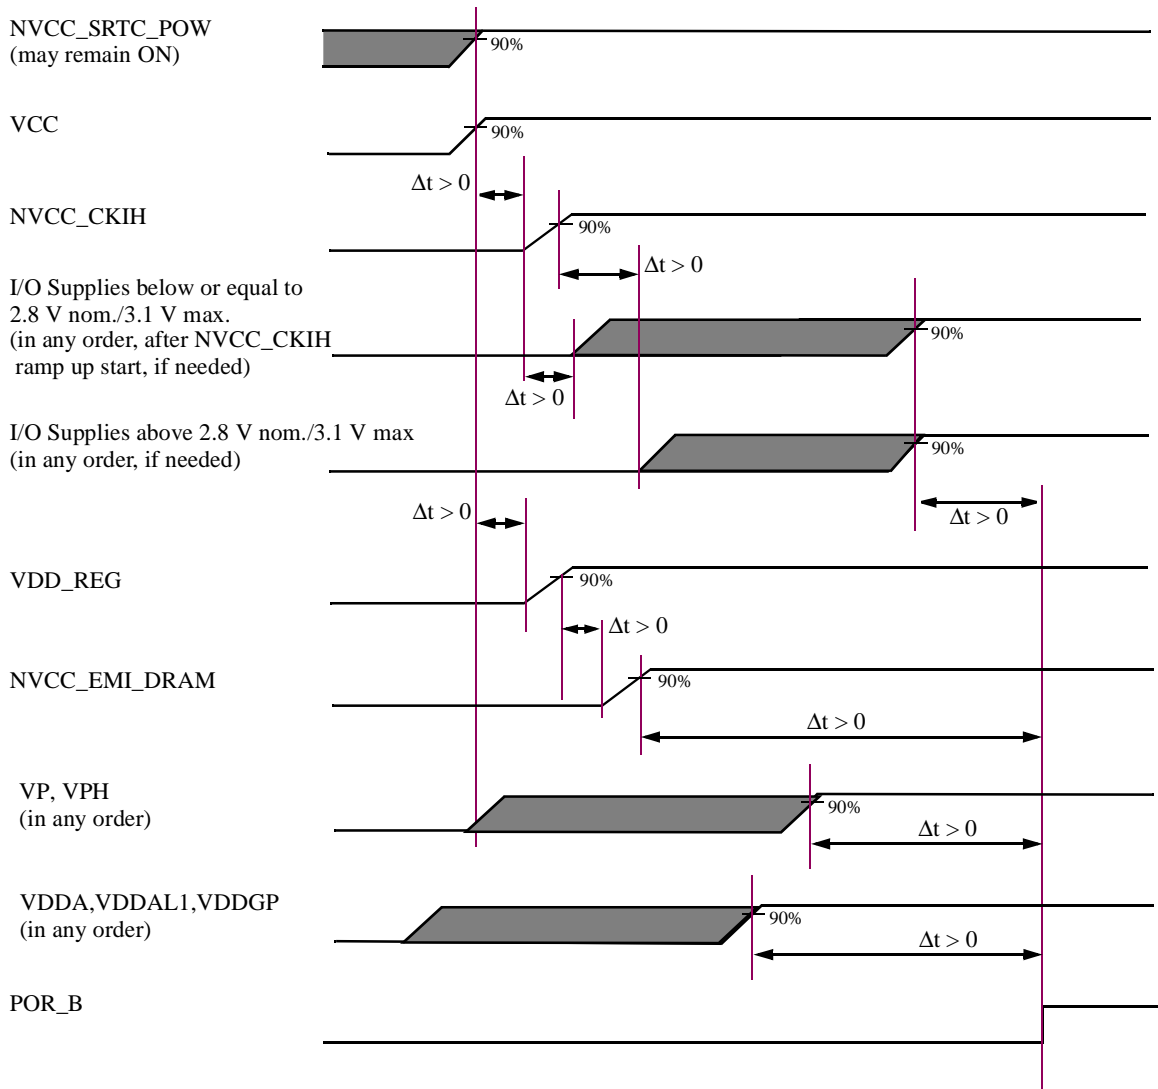 NVCC_SRTC_POW
(may remain ON)
90%
VCC
90%
Δt > 0
NVCC_CKIH
90%
Δt > 0
I/O Supplies below or equal to
2.8 V nom./3.1 V max.
(in any order, after NVCC_CKIH
ramp up start, if needed)
90%
Δt > 0
I/O Supplies above 2.8 V nom./3.1 V max
(in any order, if needed)
90%
Δt > 0
Δt > 0
VDD_REG
90%
Δt > 0
NVCC_EMI_DRAM
90%
Δt > 0
VP, VPH
(in any order)
90%
Δt > 0
VDDA,VDDAL1,VDDGP
(in any order)
90%
Δt > 0
POR_B